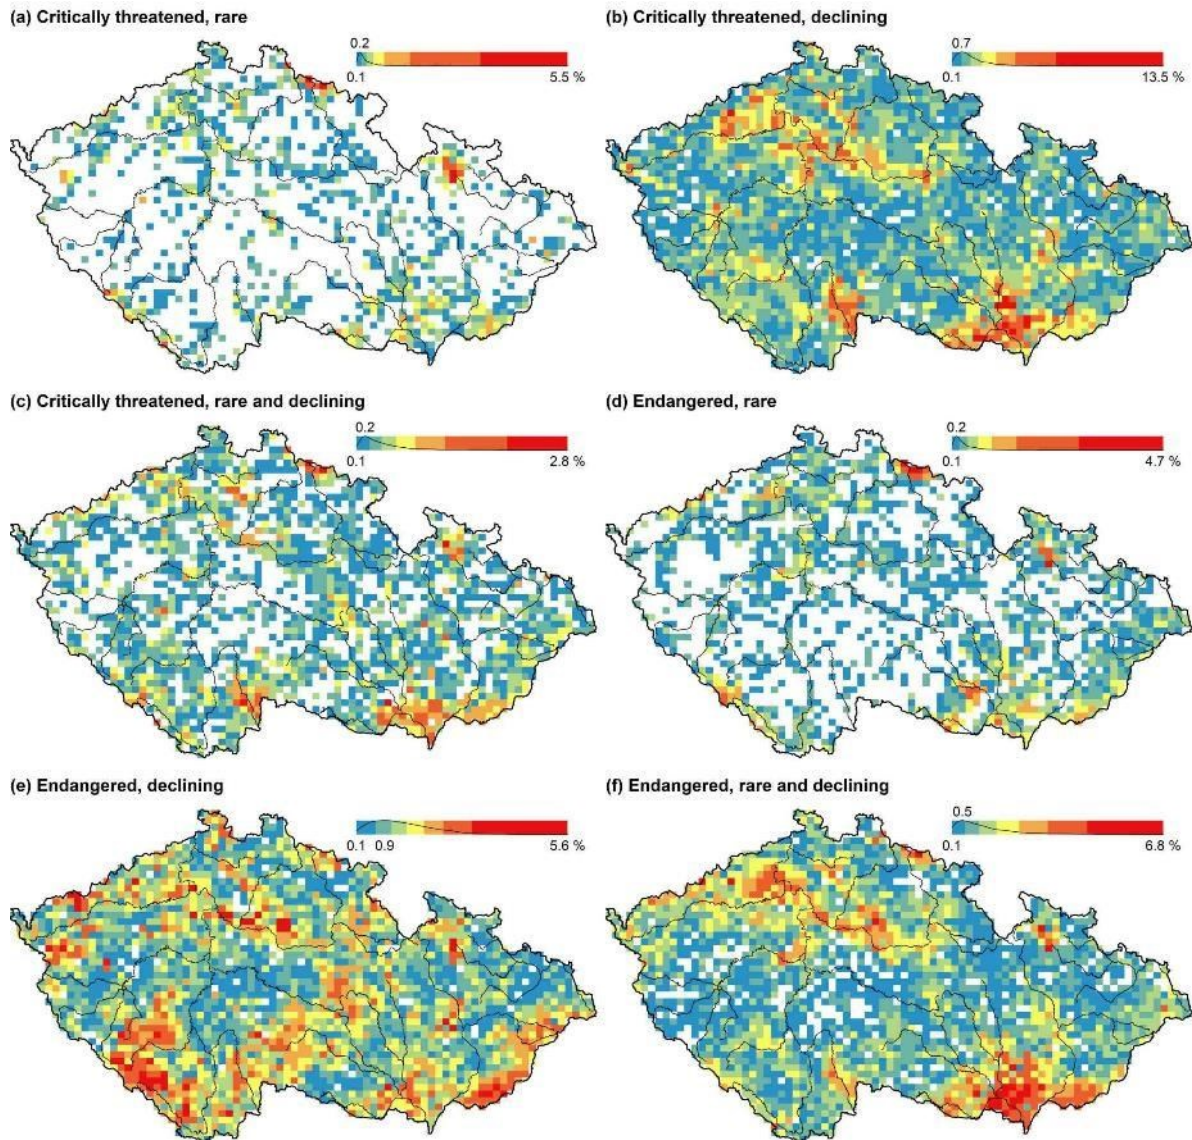 (a) Critically threatened, rare
0.2
0.1 5.5 %
(b) Critically threatened, declining
0.7
0.1 13.5 %
(c) Critically threatened, rare and declining
0.2
0.1 2.8 %
(d) Endangered, rare
0.2
0.1 4.7 %
(e) Endangered, declining
0.1 0.9 5.6 %
(f) Endangered, rare and declining
0.5
0.1 6.8 %